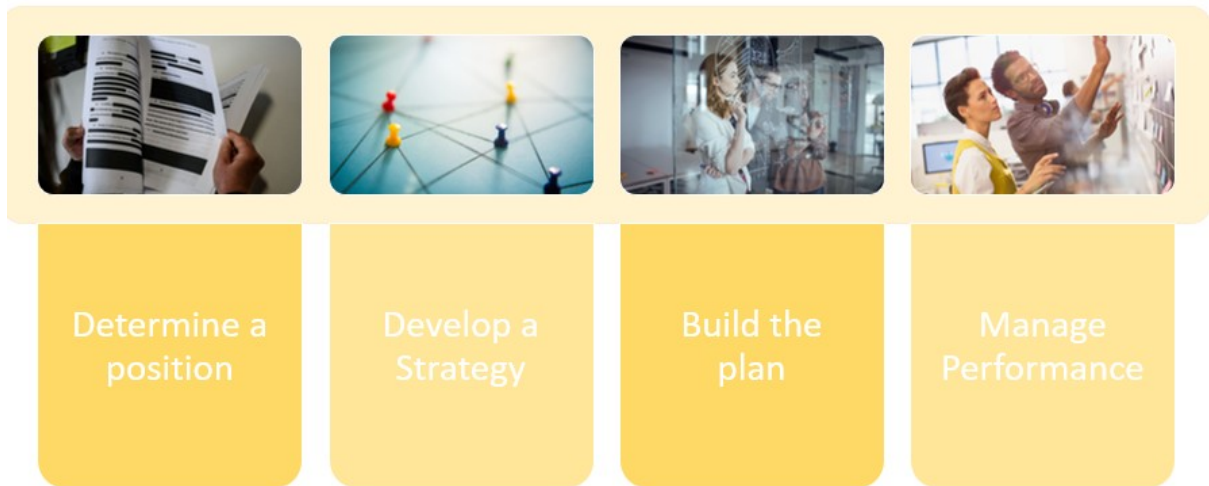 Determine a
position
Develop a
Strategy
Build the
plan
Manage
Performance